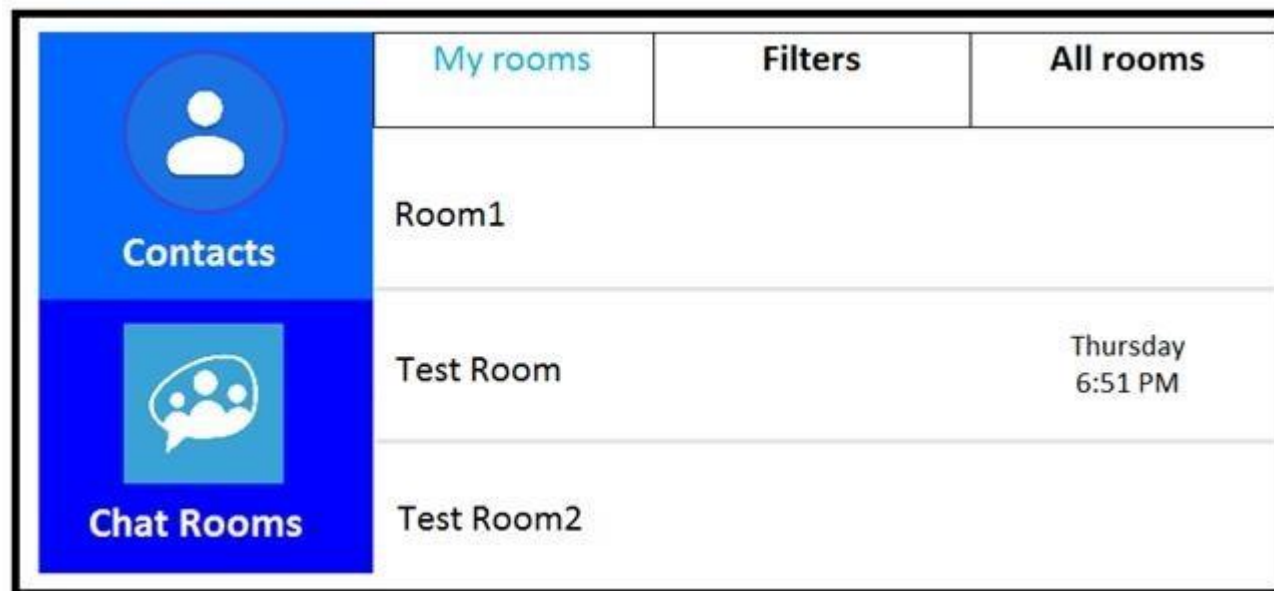 My rooms
Filters
All rooms
Contacts
Room1
Test Room
Thursday
6:51 PM
Chat Rooms
Test Room2